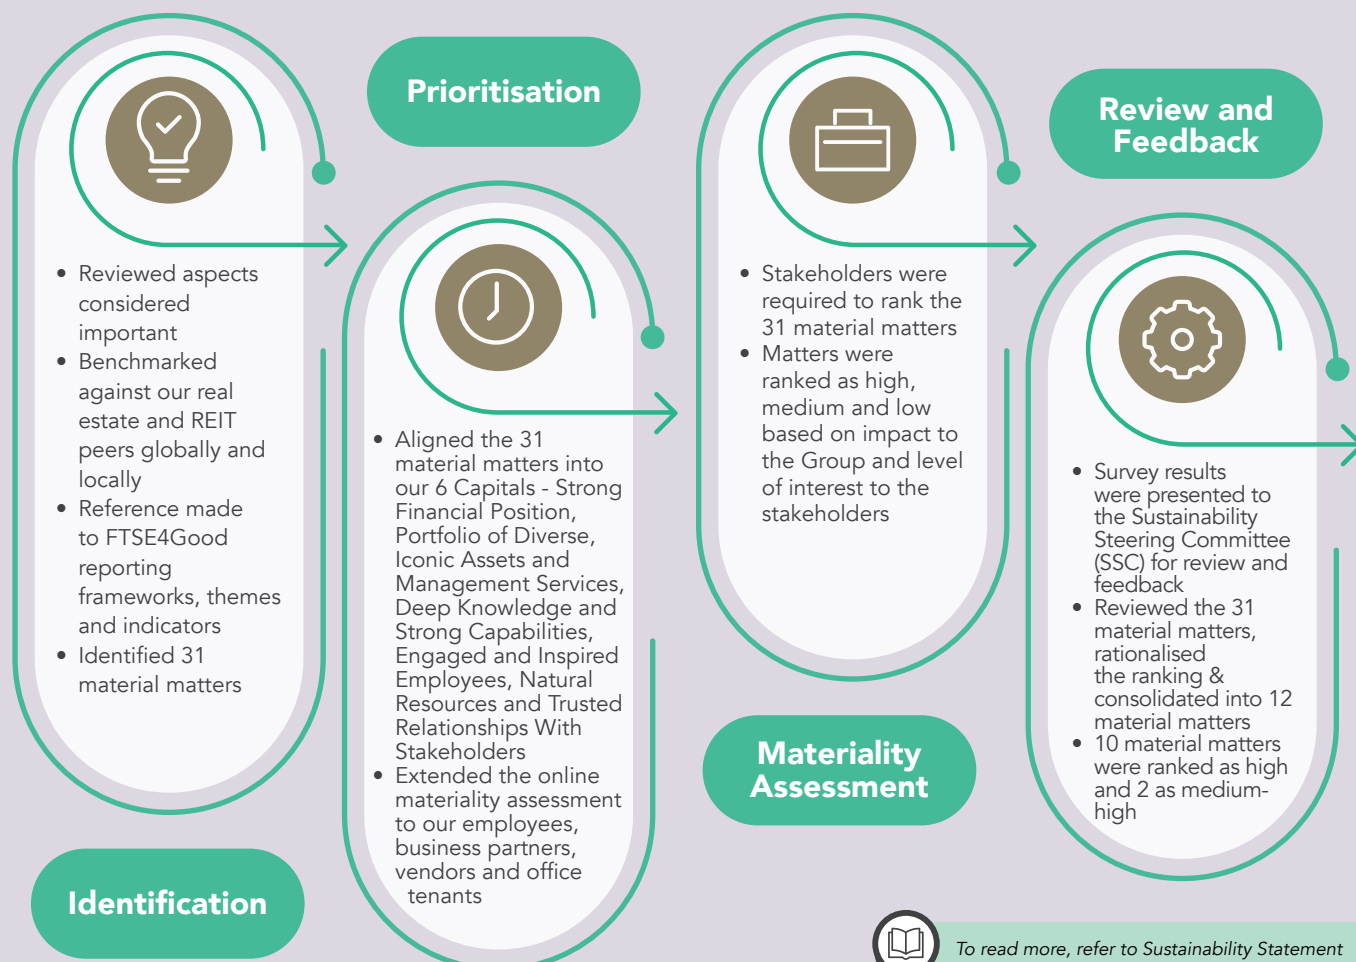 Identification
• Reviewed aspects
considered
important
• Benchmarked
against our real
estate and REIT
peers globally and
locally
• Reference made
to FTSE4Good
reporting
frameworks, themes
and indicators
• Identified 31
material matters
Prioritisation
• Aligned the 31
material matters into
our 6 Capitals - Strong
Financial Position,
Portfolio of Diverse,
Iconic Assets and
Management Services,
Deep Knowledge and
Strong Capabilities,
Engaged and Inspired
Employees, Natural
Resources and Trusted
Relationships With
Stakeholders
• Extended the online
materiality assessment
to our employees,
business partners,
vendors and office
tenants
Materiality
Assessment
• Stakeholders were
required to rank the
31 material matters
• Matters were
ranked as high,
medium and low
based on impact to
the Group and level
of interest to the
stakeholders
Review and
Feedback
• Survey results
were presented to
the Sustainability
Steering Committee
(SSC) for review and
feedback
• Reviewed the 31
material matters,
rationalised
the ranking &
consolidated into 12
material matters
• 10 material matters
were ranked as high
and 2 as medium-
high
To read more, refer to Sustainability Statement